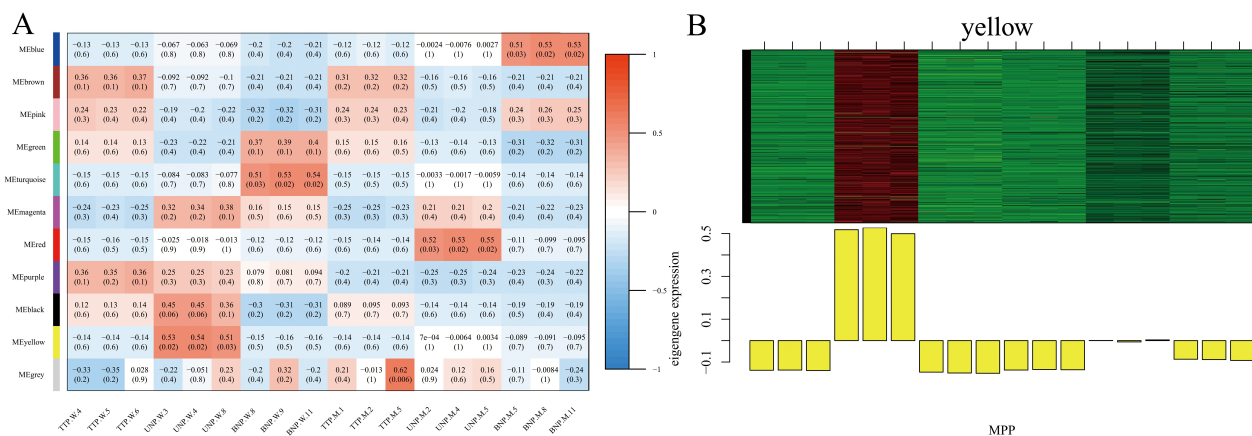 A
MEblue −0.13 −0.13 −0.13 −0.067 −0.063 −0.069 −0.2 −0.2 −0.21 −0.12 −0.12 −0.12 −0.0024 −0.0076 0.0027 0.51 0.53 0.53
(0.6) (0.6) (0.6) (0.8) (0.8) (0.8) (0.4) (0.4) (0.4) (0.6) (0.6) (0.6) (1) (1) (1) (0.03) (0.02) (0.02)
MEbrown 0.36 0.36 0.37 −0.092 −0.092 −0.1 −0.21 −0.21 −0.21 0.31 0.32 0.32 −0.16 −0.16 −0.16 −0.21 −0.21 −0.21
(0.1) (0.1) (0.1) (0.7) (0.7) (0.7) (0.4) (0.4) (0.4) (0.2) (0.2) (0.2) (0.5) (0.5) (0.5) (0.4) (0.4) (0.4)
MEpink 0.24 0.23 0.22 −0.19 −0.2 −0.22 −0.32 −0.32 −0.31 0.24 0.24 0.23 −0.21 −0.2 −0.18 0.24 0.26 0.25
(0.3) (0.4) (0.4) (0.4) (0.4) (0.4) (0.2) (0.2) (0.2) (0.3) (0.3) (0.4) (0.4) (0.4) (0.5) (0.3) (0.3) (0.3)
MEgreen 0.14 0.14 0.13 −0.23 −0.22 −0.21 0.37 0.39 0.4 0.15 0.15 0.16 −0.13 −0.14 −0.13 −0.31 −0.32 −0.31
(0.6) (0.6) (0.6) (0.4) (0.4) (0.4) (0.1) (0.1) (0.1) (0.6) (0.6) (0.5) (0.6) (0.6) (0.6) (0.2) (0.2) (0.2)
MEturquoise −0.15 −0.15 −0.15 −0.084 −0.083 −0.077 0.51 0.53 0.54 −0.15 −0.15 −0.15 −0.0033 −0.0017 −0.0059 −0.14 −0.14 −0.14
(0.6) (0.6) (0.6) (0.7) (0.7) (0.8) (0.03) (0.02) (0.02) (0.5) (0.5) (0.5) (1) (1) (1) (0.6) (0.6) (0.6)
MEmagenta −0.24 −0.23 −0.25 0.32 0.34 0.38 0.16 0.15 0.15 −0.25 −0.25 −0.23 0.21 0.21 0.2 −0.21 −0.22 −0.23
(0.3) (0.4) (0.3) (0.2) (0.2) (0.1) (0.5) (0.6) (0.5) (0.3) (0.3) (0.4) (0.4) (0.4) (0.4) (0.4) (0.4) (0.3)
MEred −0.15 −0.16 −0.15 −0.025 −0.018 −0.013 −0.12 −0.12 −0.12 −0.15 −0.14 −0.14 0.52 0.53 0.55 −0.11 −0.099 −0.095
(0.6) (0.5) (0.5) (0.9) (0.9) (1) (0.6) (0.6) (0.6) (0.6) (0.6) (0.6) (0.03) (0.02) (0.02) (0.7) (0.7) (0.7)
MEpurple 0.36 0.35 0.36 0.25 0.25 0.23 0.079 0.081 0.094 −0.2 −0.21 −0.21 −0.25 −0.25 −0.24 −0.23 −0.24 −0.22
(0.1) (0.2) (0.1) (0.3) (0.3) (0.4) (0.8) (0.7) (0.7) (0.4) (0.4) (0.4) (0.3) (0.3) (0.3) (0.3) (0.3) (0.4)
MEblack 0.12 0.13 0.14 0.45 0.45 0.36 −0.3 −0.31 −0.31 0.089 0.095 0.093 −0.14 −0.14 −0.14 −0.19 −0.19 −0.19
(0.6) (0.6) (0.6) (0.06) (0.06) (0.1) (0.2) (0.2) (0.2) (0.7) (0.7) (0.7) (0.6) (0.6) (0.6) (0.5) (0.4) (0.4)
MEyellow −0.14 −0.14 −0.14 0.53 0.54 0.51 −0.15 −0.16 −0.16 −0.14 −0.14 −0.14 7e−04 −0.0064 0.0034 −0.089 −0.091 −0.095
(0.6) (0.6) (0.6) (0.02) (0.02) (0.03) (0.5) (0.5) (0.5) (0.6) (0.6) (0.6) (1) (1) (1) (0.7) (0.7) (0.7)
MEgrey −0.33 −0.35 0.028 −0.22 −0.051 0.23 −0.2 0.32 −0.2 0.21 −0.013 0.62 0.024 0.12 0.16 −0.11 −0.0084 −0.24
(0.2) (0.2) (0.9) (0.4) (0.8) (0.4) (0.4) (0.2) (0.4) (0.4) (1) (0.006) (0.9) (0.6) (0.5) (0.7) (1) (0.3)
TTP.W.4 TTP.W.5 TTP.W.6 UNP.W.3 UNP.W.4 UNP.W.8 BNP.W.8 BNP.W.9 BNP.W.11 TTP.M.1 TTP.M.2 TTP.M.5 UNP.M.2 UNP.M.4 UNP.M.5 BNP.M.5 BNP.M.8 BNP.M.11
1
0.5
0
−0.5
−1
B
yellow
eigengene expression
0.5
0.3
0.1
−0.1
MPP